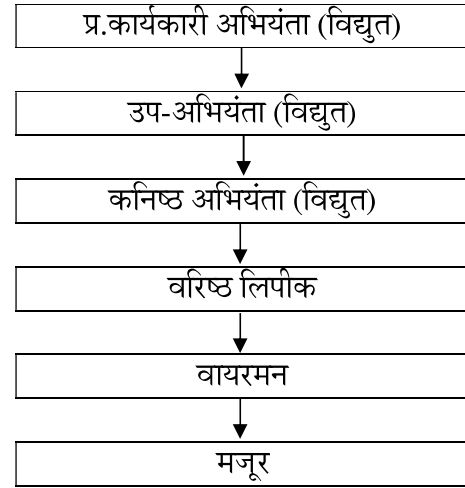 प्र.कार्यकारी अभियंता (विद्युत)
उप-अभियंता (विद्युत)
कनिष्ठ अभियंता (विद्युत)
वरिष्ठ लिपीक
वायरमन
मजूर